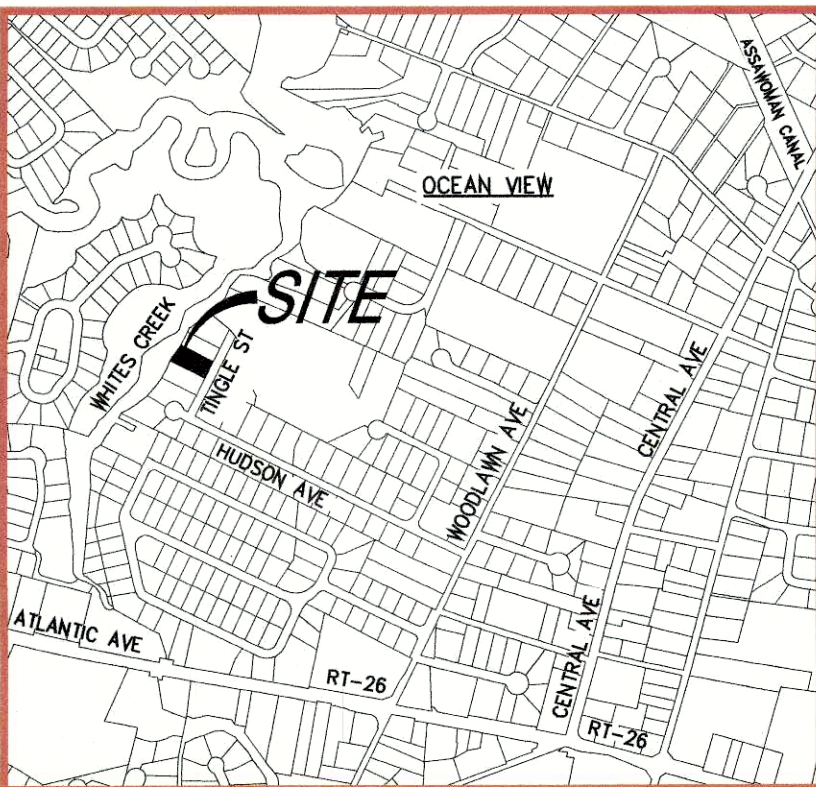 ASSAWOMAN CANAL
OCEAN VIEW
SITE
WHITES CREEK
TINGLE ST
CENTRAL AVE
HUDSON AVE
WOODLAWN AVE
ATLANTIC AVE
CENTRAL AVE
RT-26
RT-26